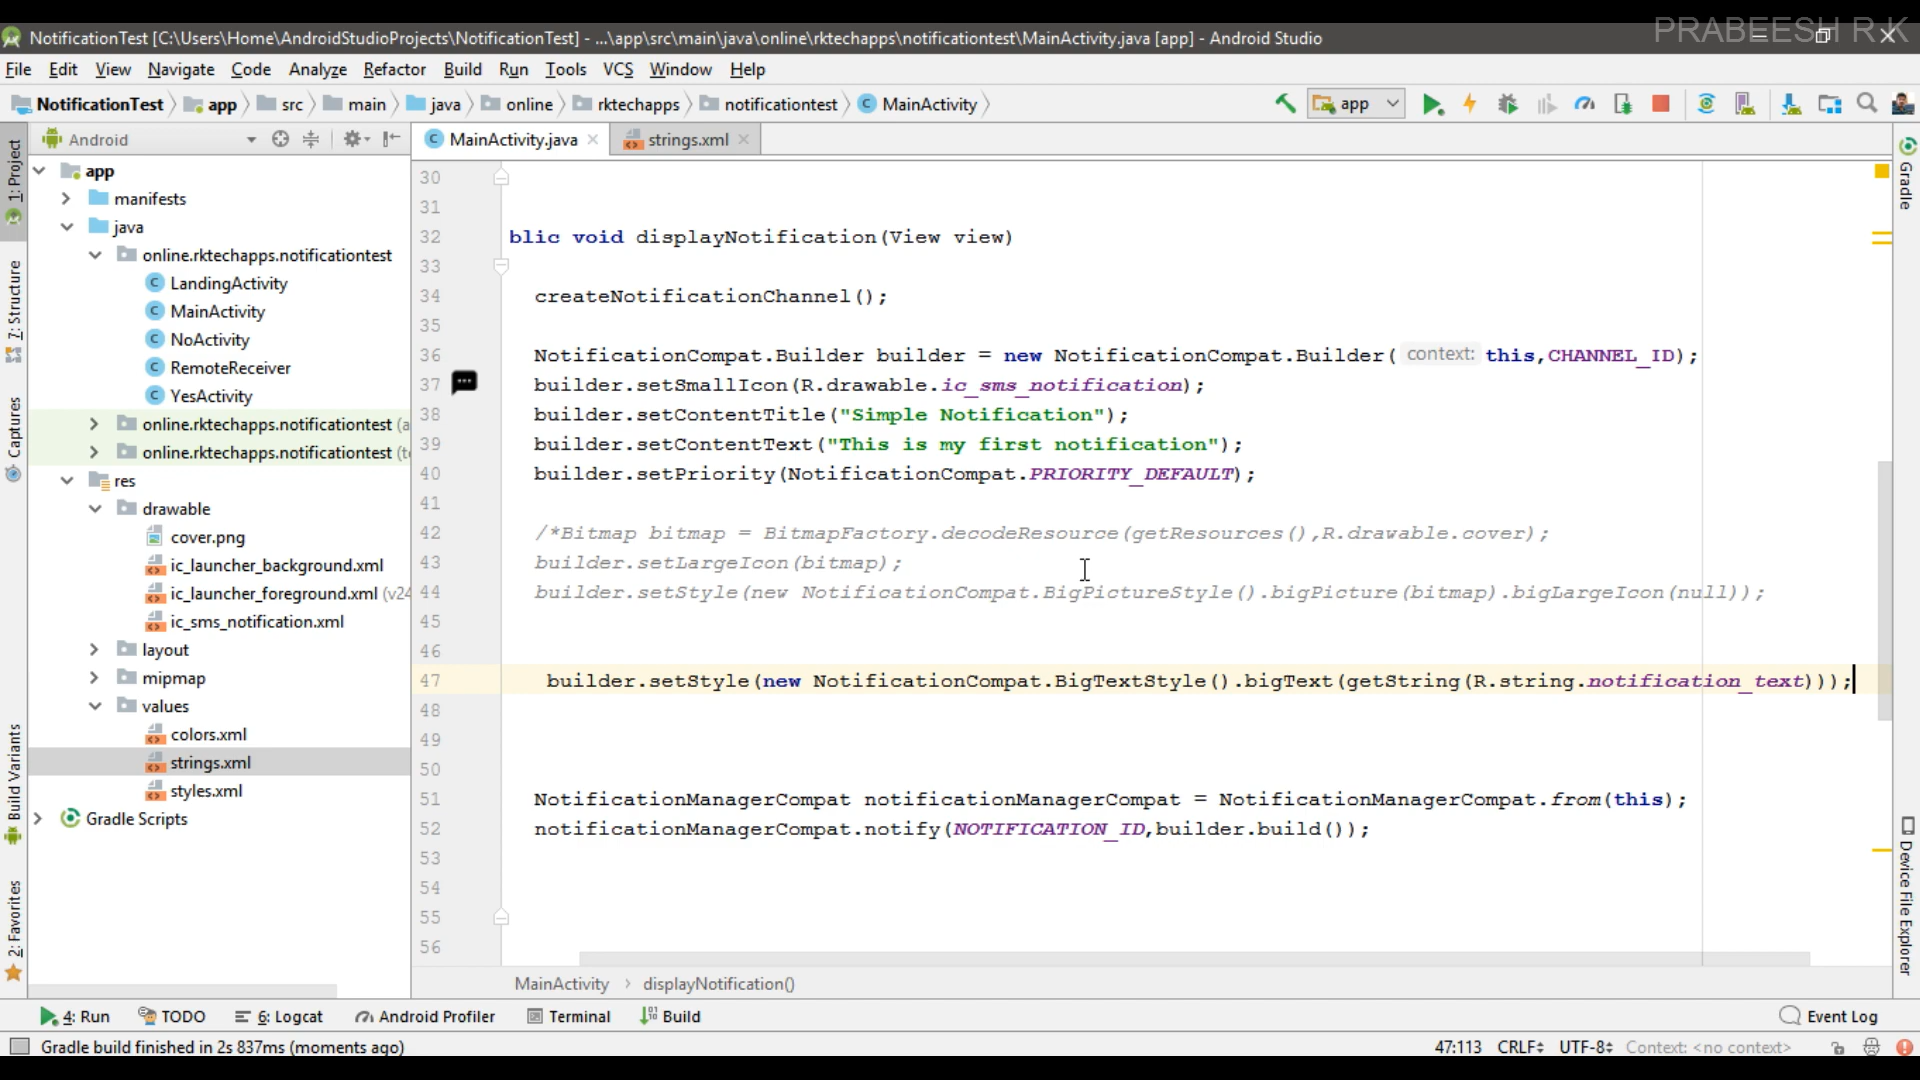 PRABEESH R K
NotificationTest [C:\Users\Home\AndroidStudioProjects\NotificationTest] - ...\app\src\main\java\online\rktechapps\notificationtest\MainActivity.java [app] - Android Studio
File Edit View Navigate Code Analyze Refactor Build Run Tools VCS Window Help
NotificationTest app src main java online rktechapps notificationtest MainActivity app
Android MainActivity.java strings.xml
1: Project
7: Structure
Captures
Build Variants
2: Favorites
app
manifests
java
online.rktechapps.notificationtest
LandingActivity
MainActivity
NoActivity
RemoteReceiver
YesActivity
online.rktechapps.notificationtest (a
online.rktechapps.notificationtest (t
res
drawable
cover.png
ic_launcher_background.xml
ic_launcher_foreground.xml (v24
ic_sms_notification.xml
layout
mipmap
values
colors.xml
strings.xml
styles.xml
Gradle Scripts
30
31
32 blic void displayNotification(View view)
33
34 createNotificationChannel();
35
36 NotificationCompat.Builder builder = new NotificationCompat.Builder( context: this,CHANNEL_ID);
37 builder.setSmallIcon(R.drawable.ic_sms_notification);
38 builder.setContentTitle("Simple Notification");
39 builder.setContentText("This is my first notification");
40 builder.setPriority(NotificationCompat.PRIORITY_DEFAULT);
41
42 /*Bitmap bitmap = BitmapFactory.decodeResource(getResources(),R.drawable.cover);
43 builder.setLargeIcon(bitmap);
44 builder.setStyle(new NotificationCompat.BigPictureStyle().bigPicture(bitmap).bigLargeIcon(null));
45
46
47 builder.setStyle(new NotificationCompat.BigTextStyle().bigText(getString(R.string.notification_text)));
48
49
50
51 NotificationManagerCompat notificationManagerCompat = NotificationManagerCompat.from(this);
52 notificationManagerCompat.notify(NOTIFICATION_ID,builder.build());
53
54
55
56
MainActivity › displayNotification()
Gradle
Device File Explorer
4: Run TODO 6: Logcat Android Profiler Terminal Build Event Log
Gradle build finished in 2s 837ms (moments ago) 47:113 CRLF UTF-8 Context: <no context>